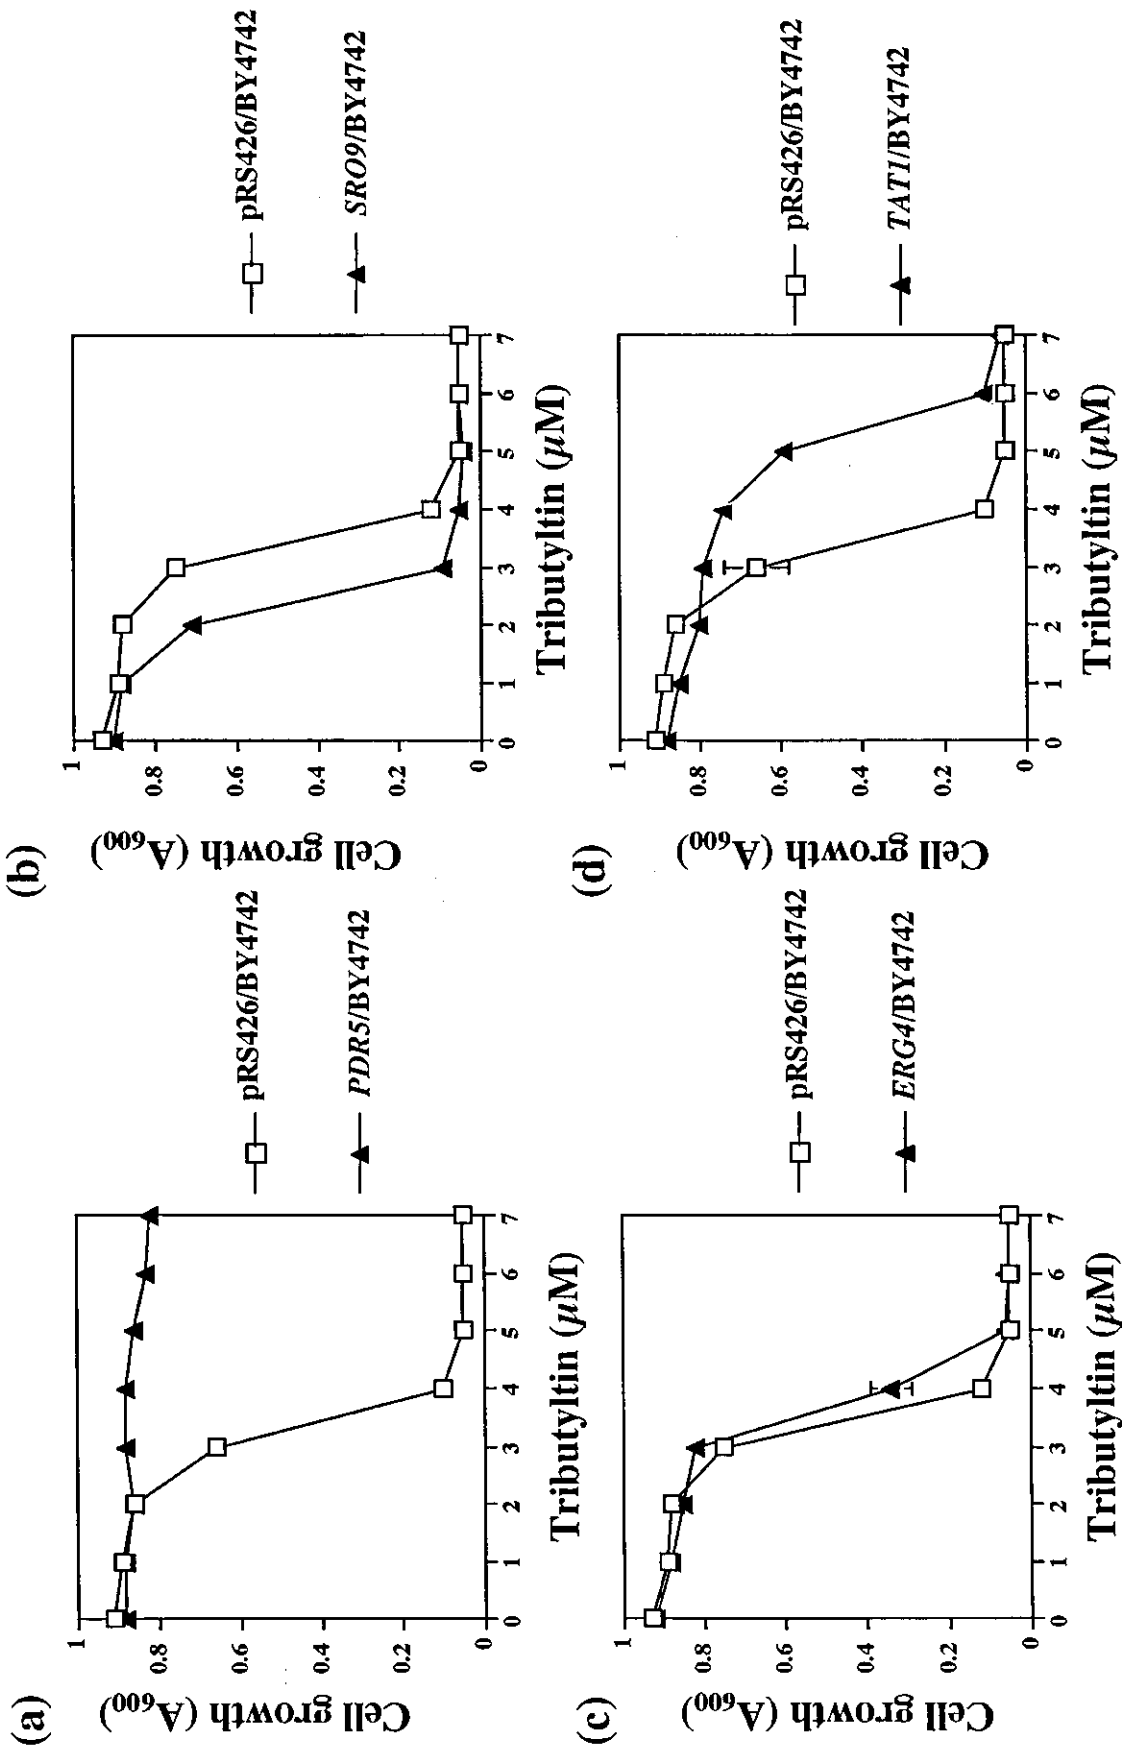 (a)
Cell growth (A600)
1
0.8
0.6
0.4
0.2
0
0 1 2 3 4 5 6 7
Tributyltin (μM)
pRS426/BY4742
PDR5/BY4742
(b)
Cell growth (A600)
1
0.8
0.6
0.4
0.2
0
0 1 2 3 4 5 6 7
Tributyltin (μM)
pRS426/BY4742
SRO9/BY4742
(c)
Cell growth (A600)
1
0.8
0.6
0.4
0.2
0
0 1 2 3 4 5 6 7
Tributyltin (μM)
pRS426/BY4742
ERG4/BY4742
(d)
Cell growth (A600)
1
0.8
0.6
0.4
0.2
0
0 1 2 3 4 5 6 7
Tributyltin (μM)
pRS426/BY4742
TAT1/BY4742